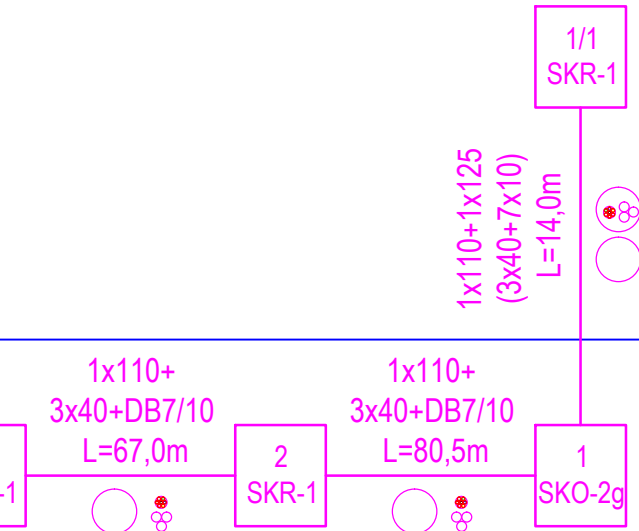 1/1
SKR-1
1x110+1x125
(3x40+7x10)
L=14,0m
1x110+
3x40+DB7/10
L=67,0m
1x110+
3x40+DB7/10
L=80,5m
-1
2
SKR-1
1
SKO-2g